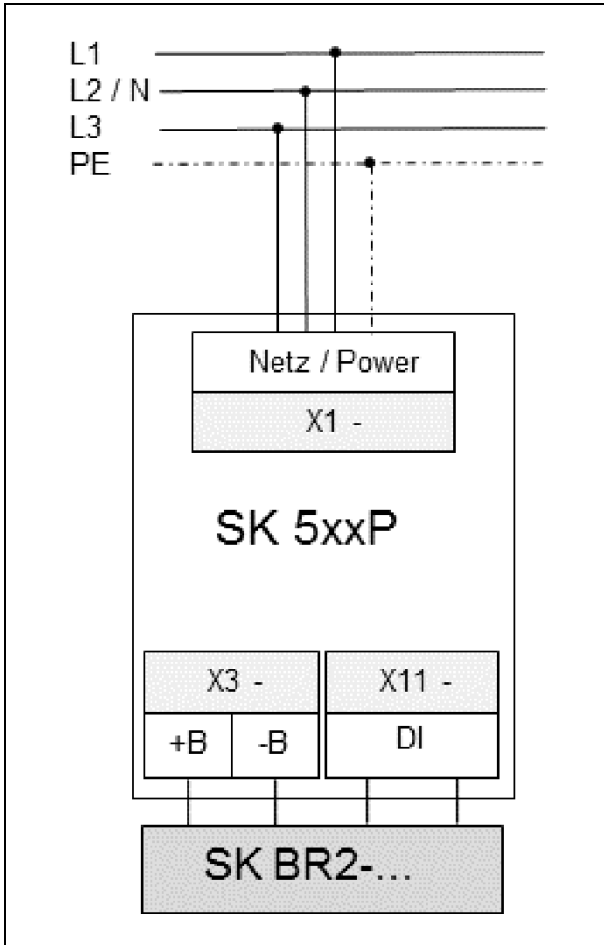 L1
L2 / N
L3
PE
Netz / Power
X1 -
SK 5xxP
X3 - X11 -
+B -B DI
SK BR2-...